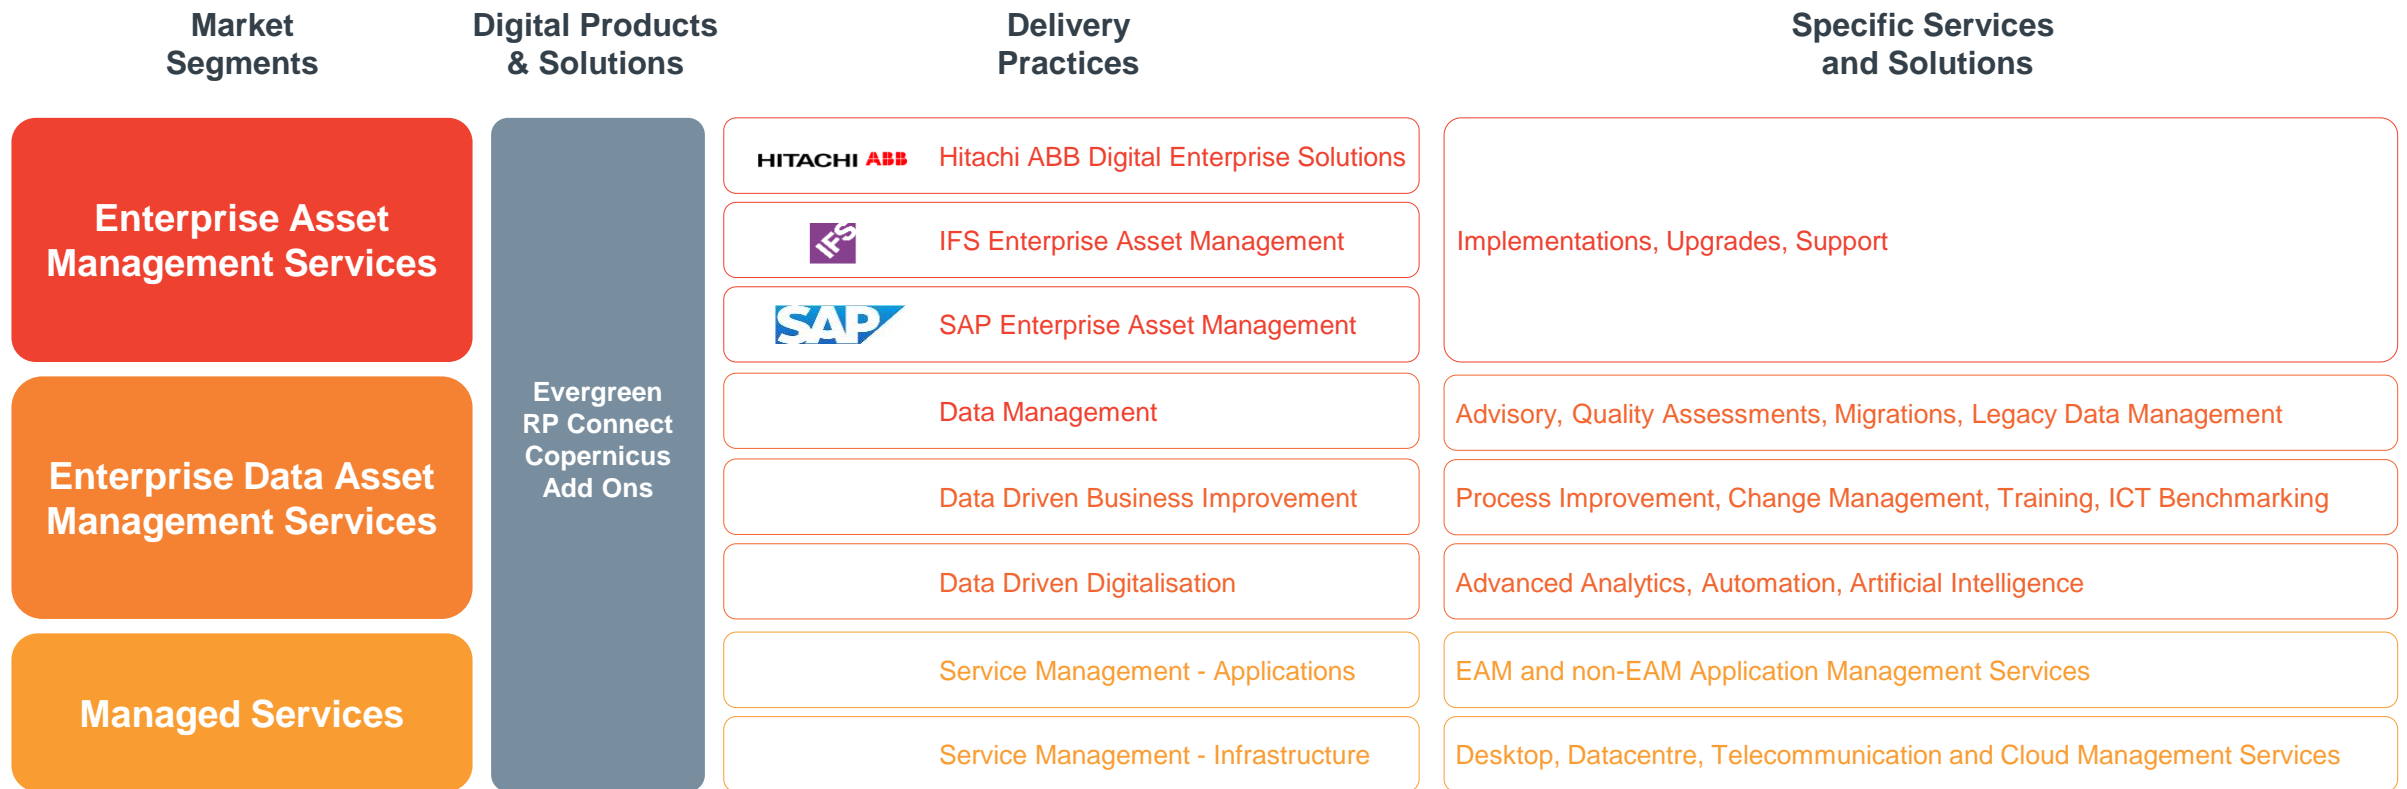 Market
Segments
Digital Products
& Solutions
Delivery
Practices
Specific Services
and Solutions
Enterprise Asset
Management Services
HITACHI ABB
Hitachi ABB Digital Enterprise Solutions
IFS
IFS Enterprise Asset Management
SAP
SAP Enterprise Asset Management
Implementations, Upgrades, Support
Evergreen
RP Connect
Copernicus
Add Ons
Enterprise Data Asset
Management Services
Data Management
Advisory, Quality Assessments, Migrations, Legacy Data Management
Data Driven Business Improvement
Process Improvement, Change Management, Training, ICT Benchmarking
Data Driven Digitalisation
Advanced Analytics, Automation, Artificial Intelligence
Managed Services
Service Management - Applications
EAM and non-EAM Application Management Services
Service Management - Infrastructure
Desktop, Datacentre, Telecommunication and Cloud Management Services